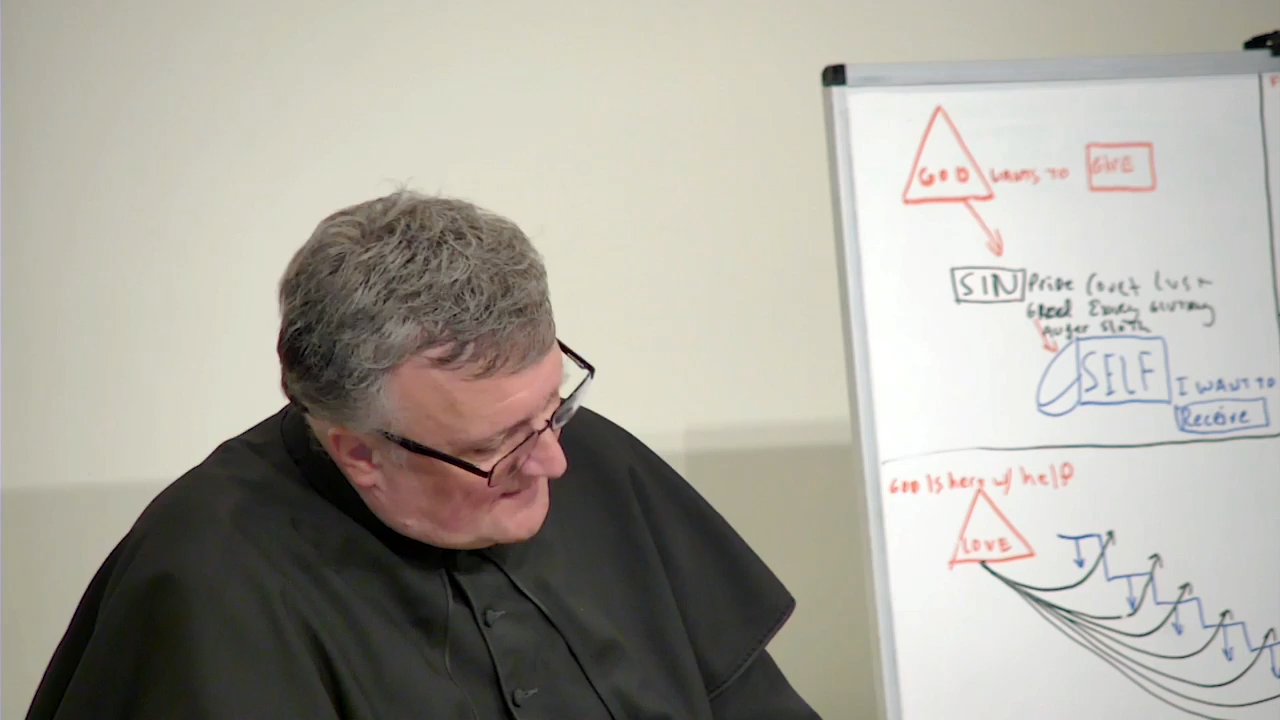 GOD WANTS TO GIVE
SIN Pride Covet Lust
Greed Envy Gluttony
Anger Sloth
SELF I WANT TO
Receive
GOD Is here w/ help
LOVE